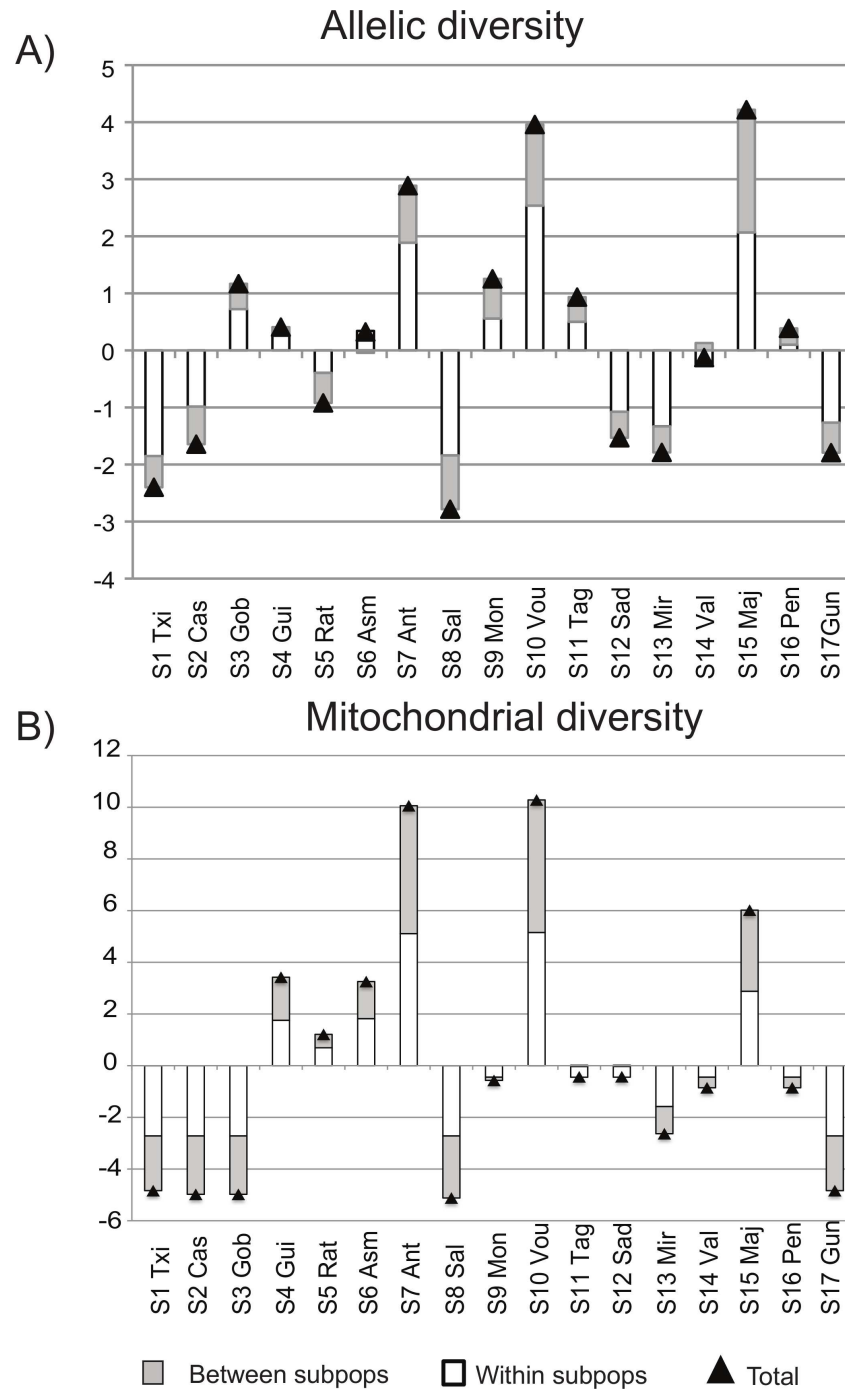 Allelic diversity
A)
5
4
3
2
1
0
-1
-2
-3
-4
S1 Txi
S2 Cas
S3 Gob
S4 Gui
S5 Rat
S6 Asm
S7 Ant
S8 Sal
S9 Mon
S10 Vou
S11 Tag
S12 Sad
S13 Mir
S14 Val
S15 Maj
S16 Pen
S17Gun
Mitochondrial diversity
B)
12
10
8
6
4
2
0
-2
-4
-6
S1 Txi
S2 Cas
S3 Gob
S4 Gui
S5 Rat
S6 Asm
S7 Ant
S8 Sal
S9 Mon
S10 Vou
S11 Tag
S12 Sad
S13 Mir
S14 Val
S15 Maj
S16 Pen
S17 Gun
Between subpops Within subpops Total